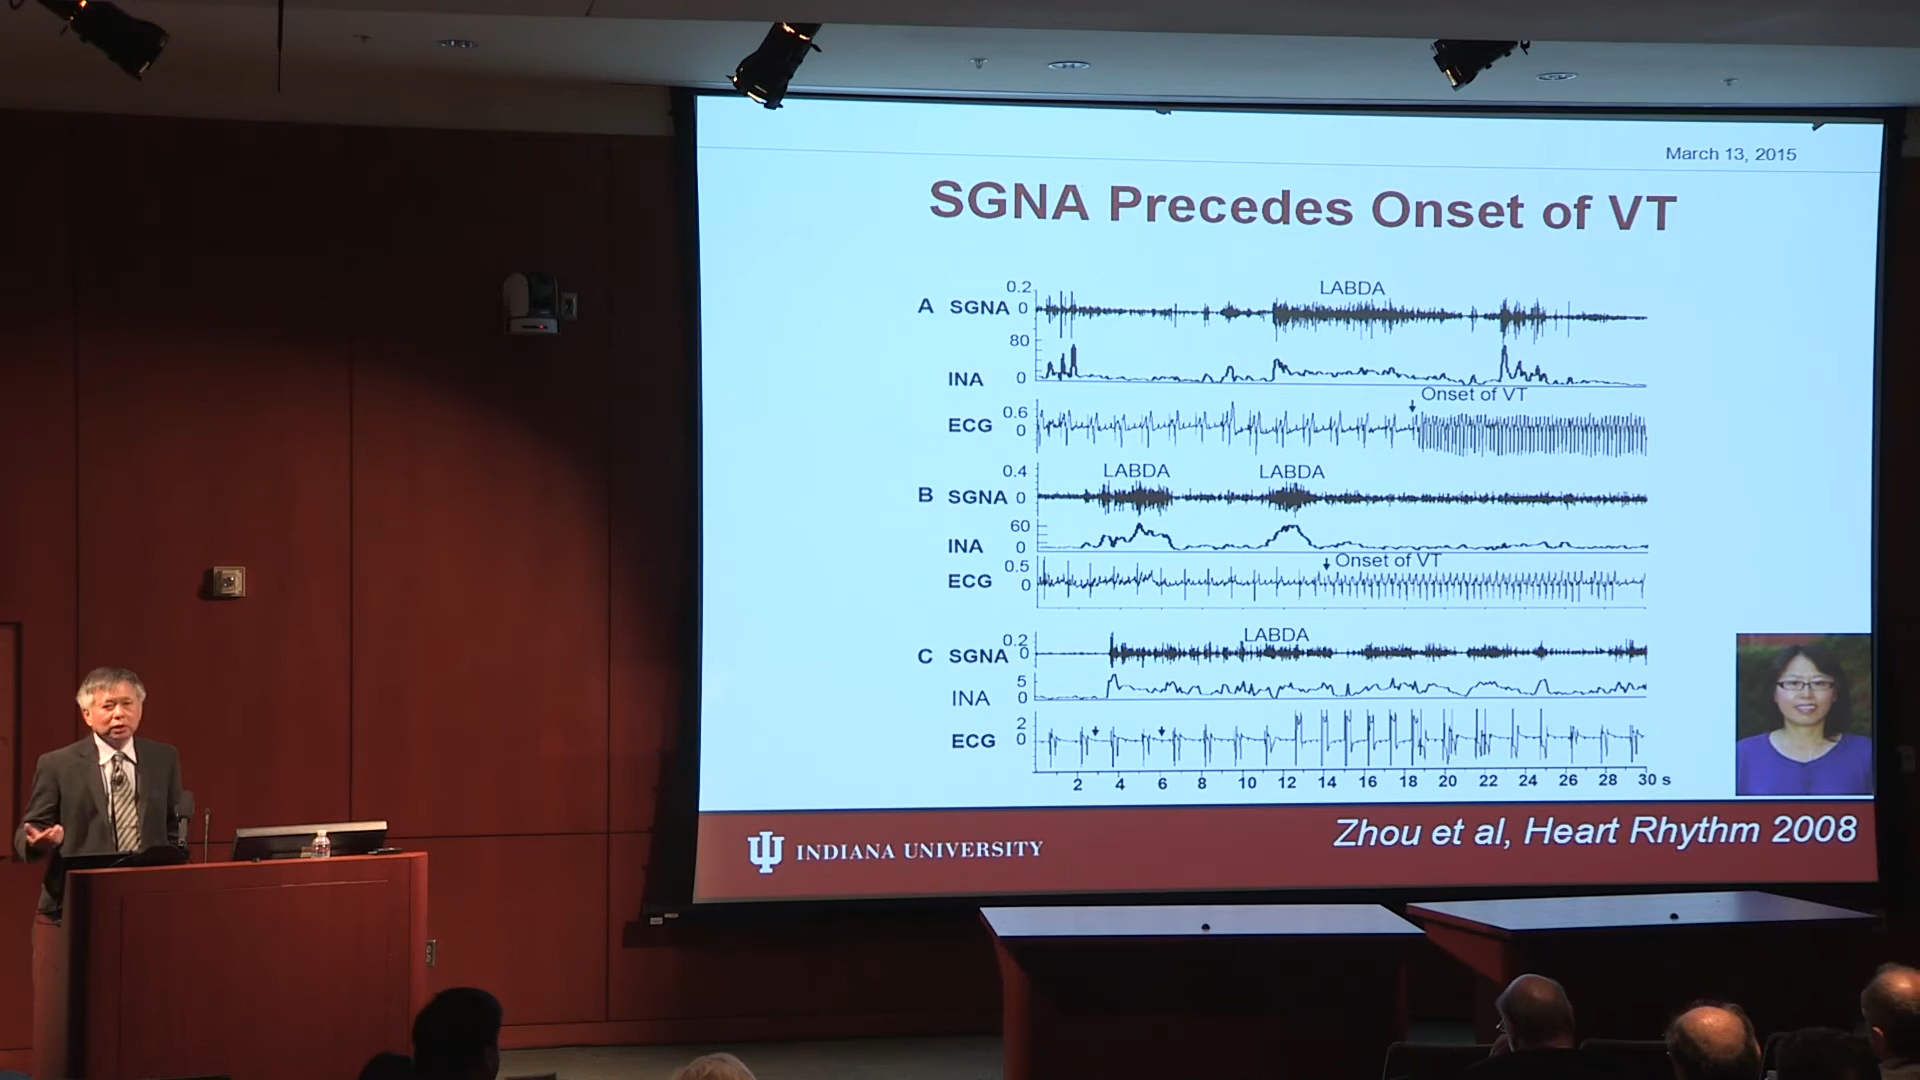 March 13, 2015
SGNA Precedes Onset of VT
LABDA
A SGNA 0.2 0
INA 80 0
Onset of VT
ECG 0.6 0
LABDA LABDA
B SGNA 0.4 0
INA 60 0
Onset of VT
ECG 0.5 0
LABDA
C SGNA 0.2 0
INA 5 0
ECG 2 0
2 4 6 8 10 12 14 16 18 20 22 24 26 28 30 s
INDIANA UNIVERSITY
Zhou et al, Heart Rhythm 2008